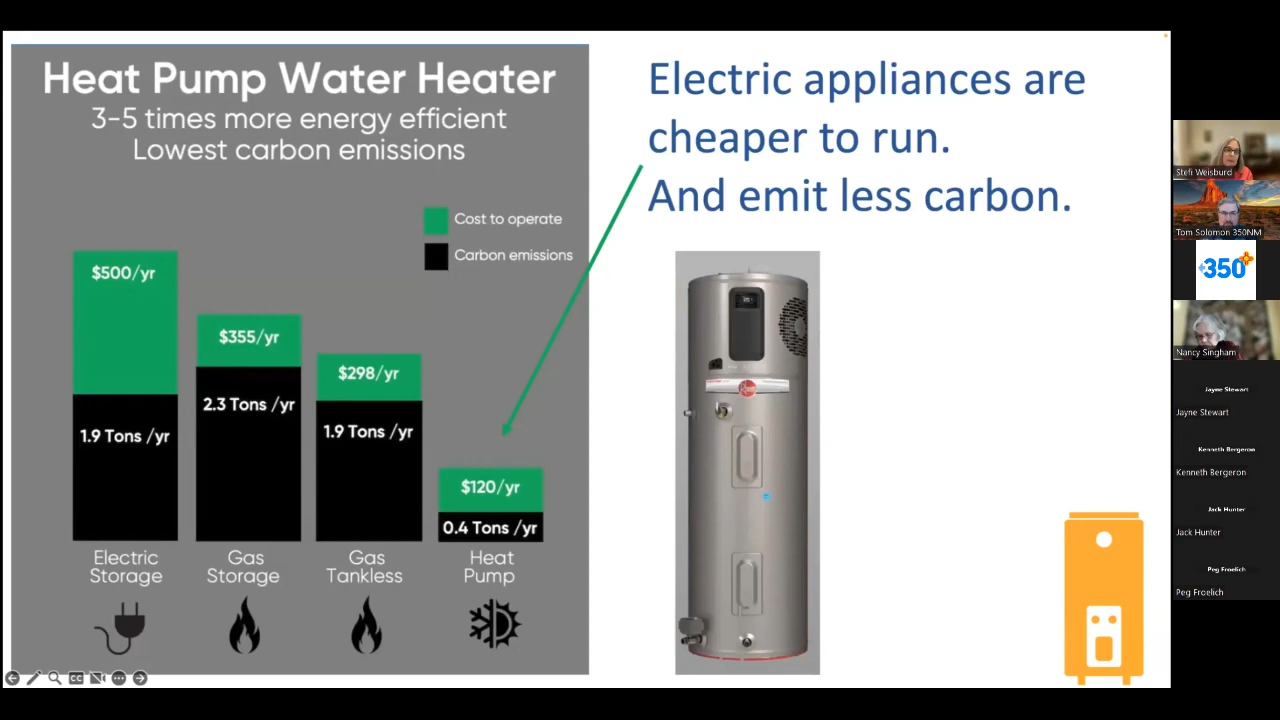 Heat Pump Water Heater
3-5 times more energy efficient
Lowest carbon emissions
Cost to operate
Carbon emissions
$500/yr
1.9 Tons /yr
$355/yr
2.3 Tons /yr
$298/yr
1.9 Tons /yr
$120/yr
0.4 Tons /yr
Electric
Storage
Gas
Storage
Gas
Tankless
Heat
Pump
Electric appliances are
cheaper to run.
And emit less carbon.
CC
Stefi Weisburd
Tom Solomon 350NM
350
Nancy Singham
Jayne Stewart
Jayne Stewart
Kenneth Bergeron
Kenneth Bergeron
Jack Hunter
Jack Hunter
Peg Froelich
Peg Froelich